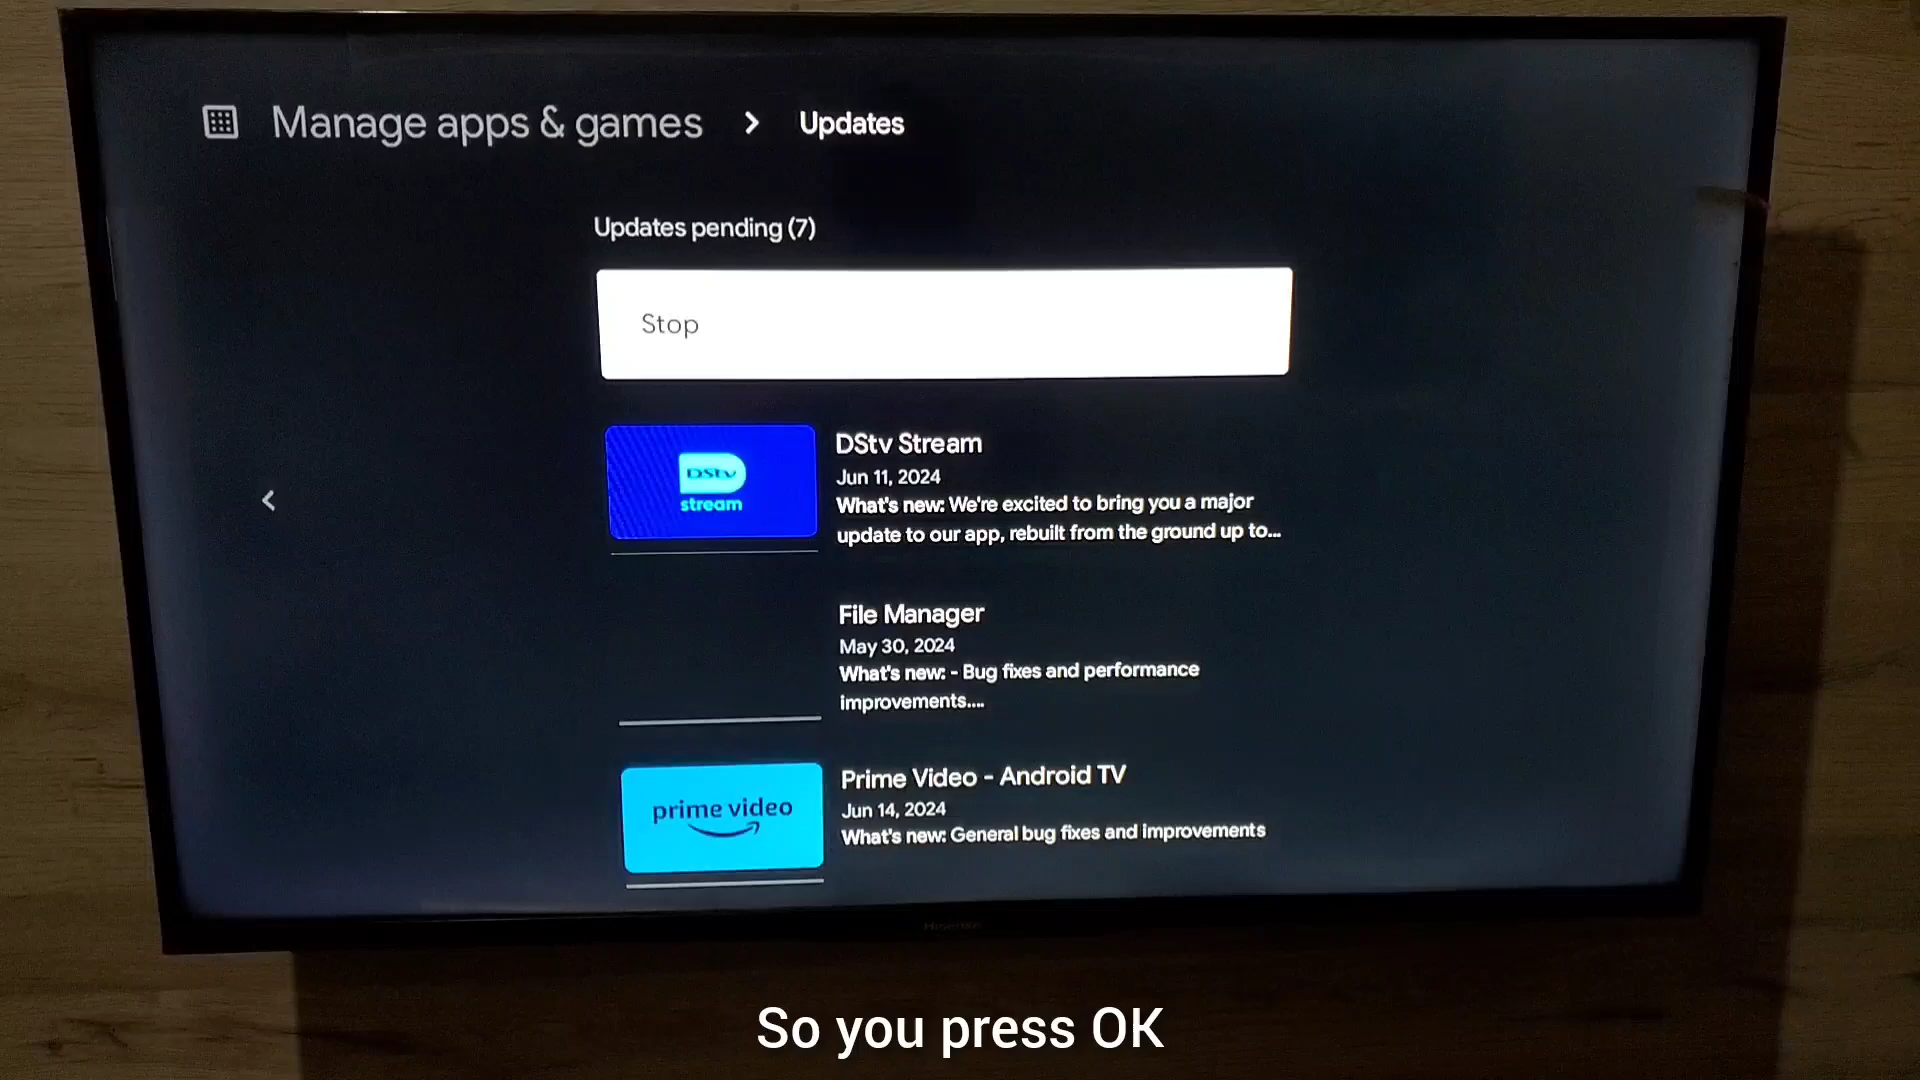 Manage apps & games > Updates
Updates pending (7)
Stop
DStv
stream
DStv Stream
Jun 11, 2024
What's new: We're excited to bring you a major
update to our app, rebuilt from the ground up to...
File Manager
May 30, 2024
What's new: - Bug fixes and performance
improvements....
prime video
Prime Video - Android TV
Jun 14, 2024
What's new: General bug fixes and improvements
Hisense
So you press OK